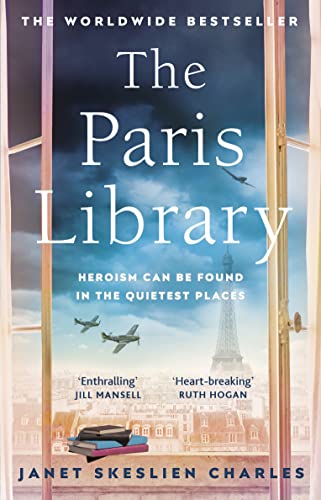 THE WORLDWIDE BESTSELLER
The
Paris
Library
HEROISM CAN BE FOUND
IN THE QUIETEST PLACES
'Enthralling'
JILL MANSELL
'Heart-breaking'
RUTH HOGAN
JANET SKESLIEN CHARLES